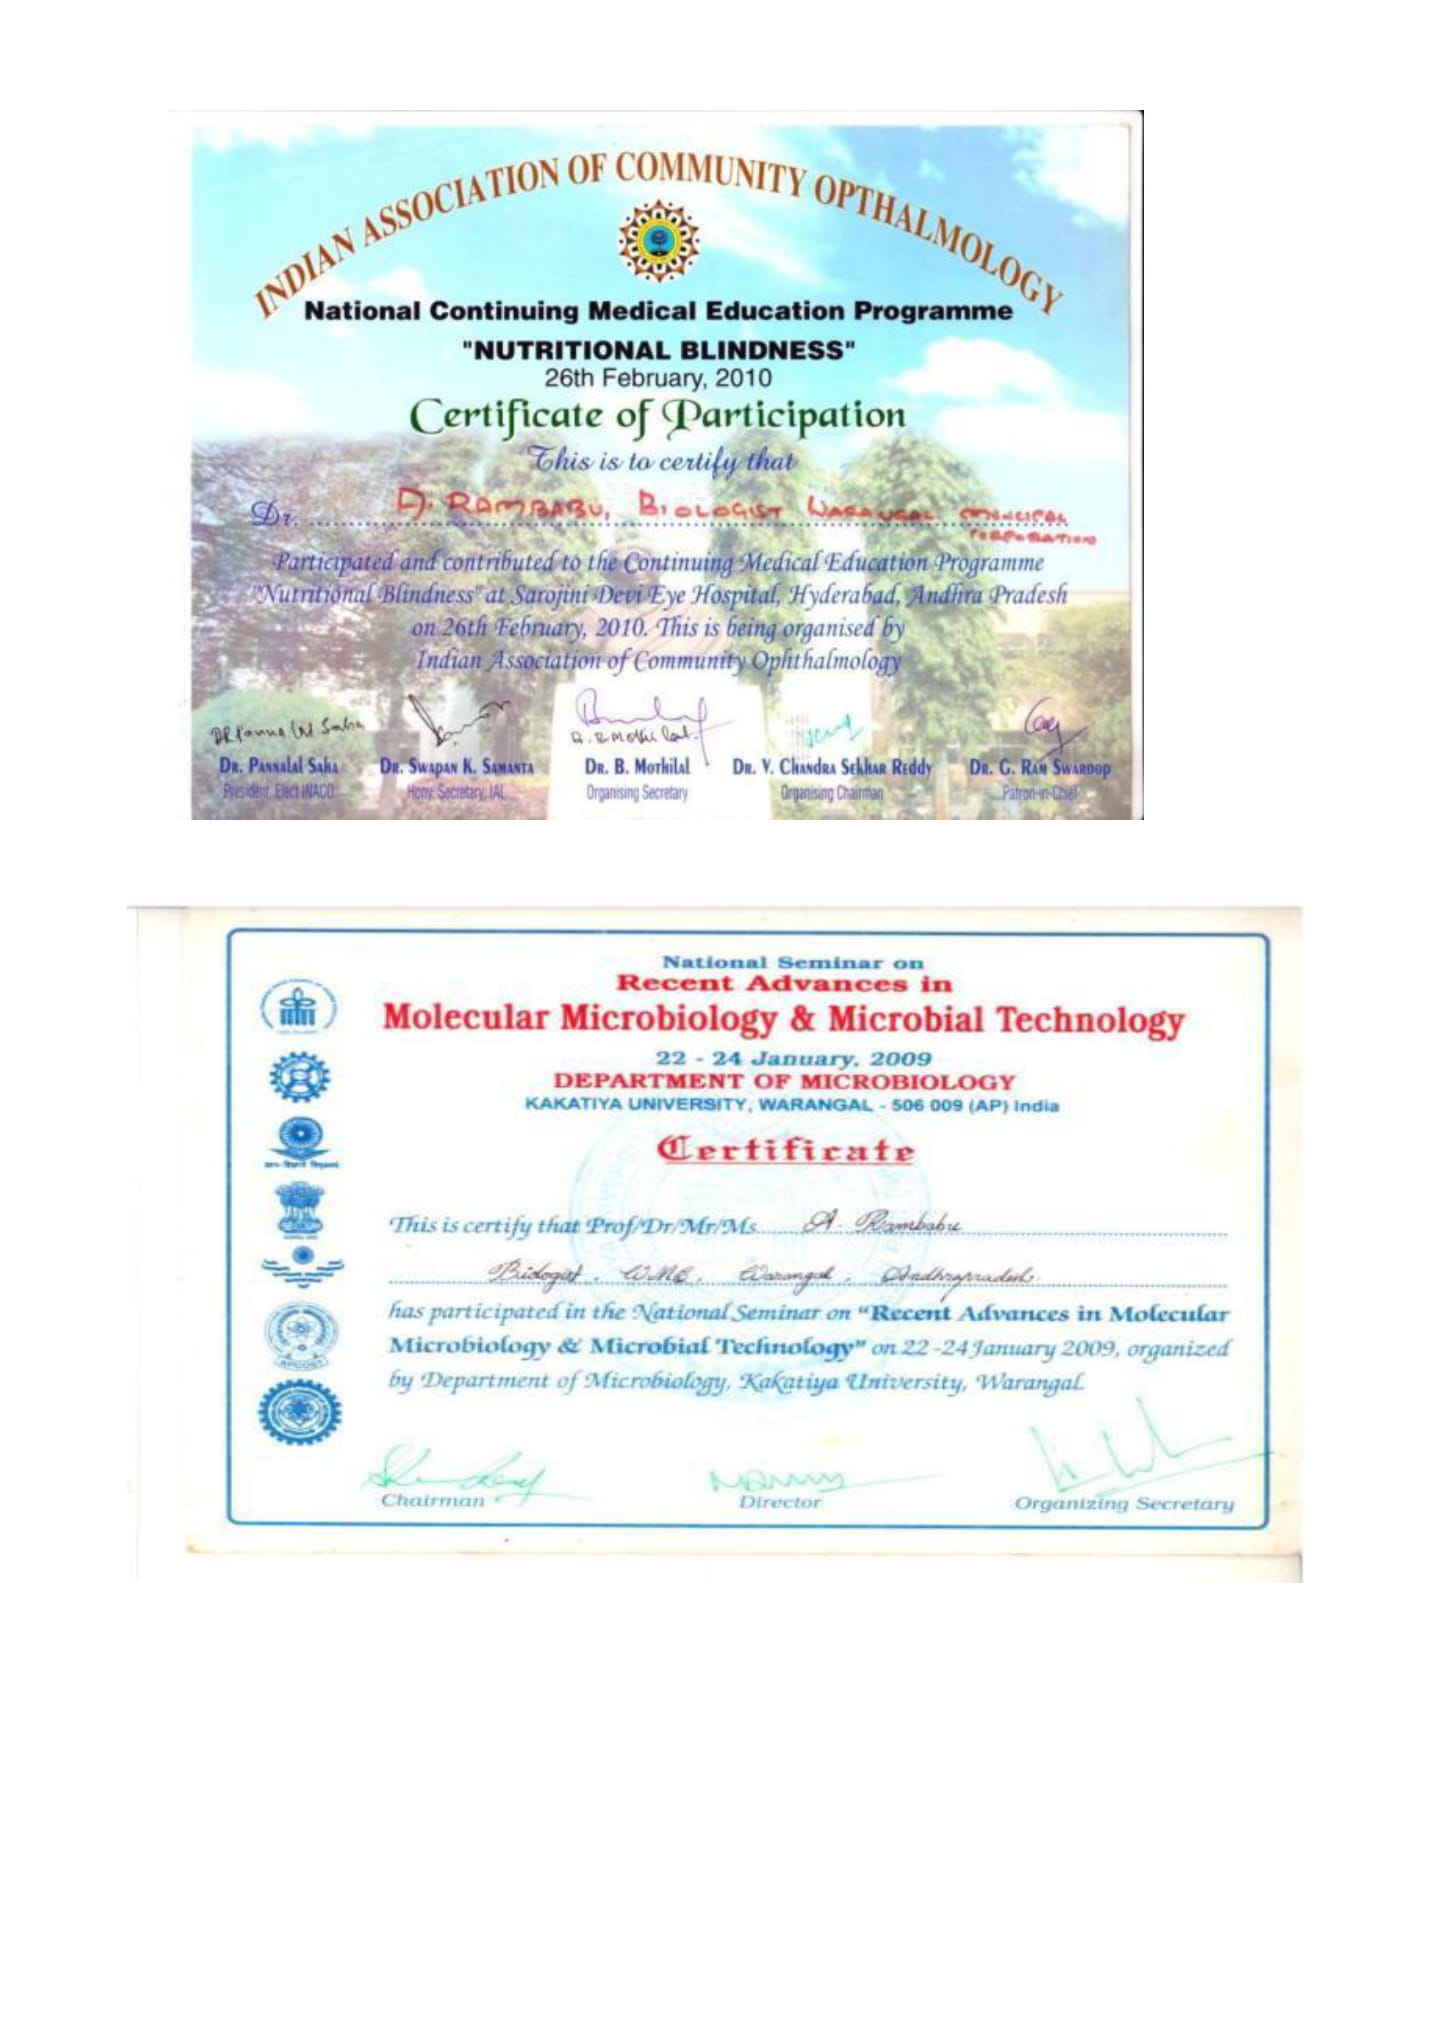 INDIAN ASSOCIATION OF COMMUNITY OPTHALMOLOGY
National Continuing Medical Education Programme
"NUTRITIONAL BLINDNESS"
26th February, 2010
Certificate of Participation
This is to certify that
Dr. A. RAMBABU, BIOLOGIST WARANGAL MUNCIPAL
CORPORATION
Participated and contributed to the Continuing Medical Education Programme
"Nutritional Blindness" at Sarojini Devi Eye Hospital, Hyderabad, Andhra Pradesh
on 26th February, 2010. This is being organised by
Indian Association of Community Ophthalmology
DR. PANNALAL SAHA DR. SWAPAN K. SAMANTA DR. B. MOTHILAL DR. V. CHANDRA SEKHAR REDDY DR. G. RAM SWAROOP
President Elect INACO Hony. Secretary, IAL Organising Secretary Organising Chairman Patron-in-Chief
National Seminar on
Recent Advances in
Molecular Microbiology & Microbial Technology
22 - 24 January, 2009
DEPARTMENT OF MICROBIOLOGY
KAKATIYA UNIVERSITY, WARANGAL - 506 009 (AP) India
Certificate
This is certify that Prof/Dr/Mr/Ms. A. Rambabu
Biologist, WMC, Warangal, Andhrapradesh.
has participated in the National Seminar on "Recent Advances in Molecular
Microbiology & Microbial Technology" on 22 -24 January 2009, organized
by Department of Microbiology, Kakatiya University, Warangal.
Chairman Director Organizing Secretary
APCOST